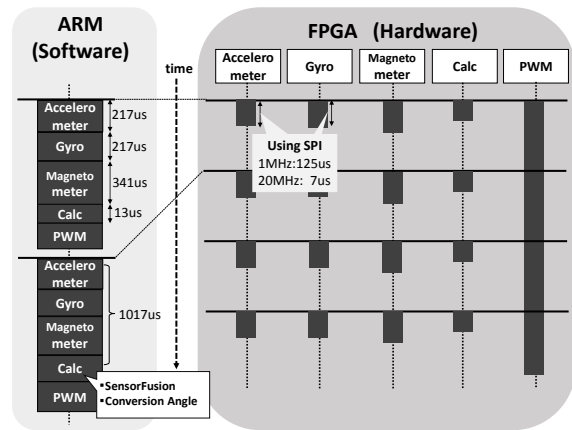 ARM
(Software)
FPGA (Hardware)
time
Accelero
meter
Gyro
Magneto
meter
Calc
PWM
Accelero
meter
217us
Gyro
217us
Magneto
meter
341us
Calc
13us
PWM
Using SPI
1MHz:125us
20MHz: 7us
Accelero
meter
Gyro
Magneto
meter
Calc
PWM
1017us
▪SensorFusion
▪Conversion Angle